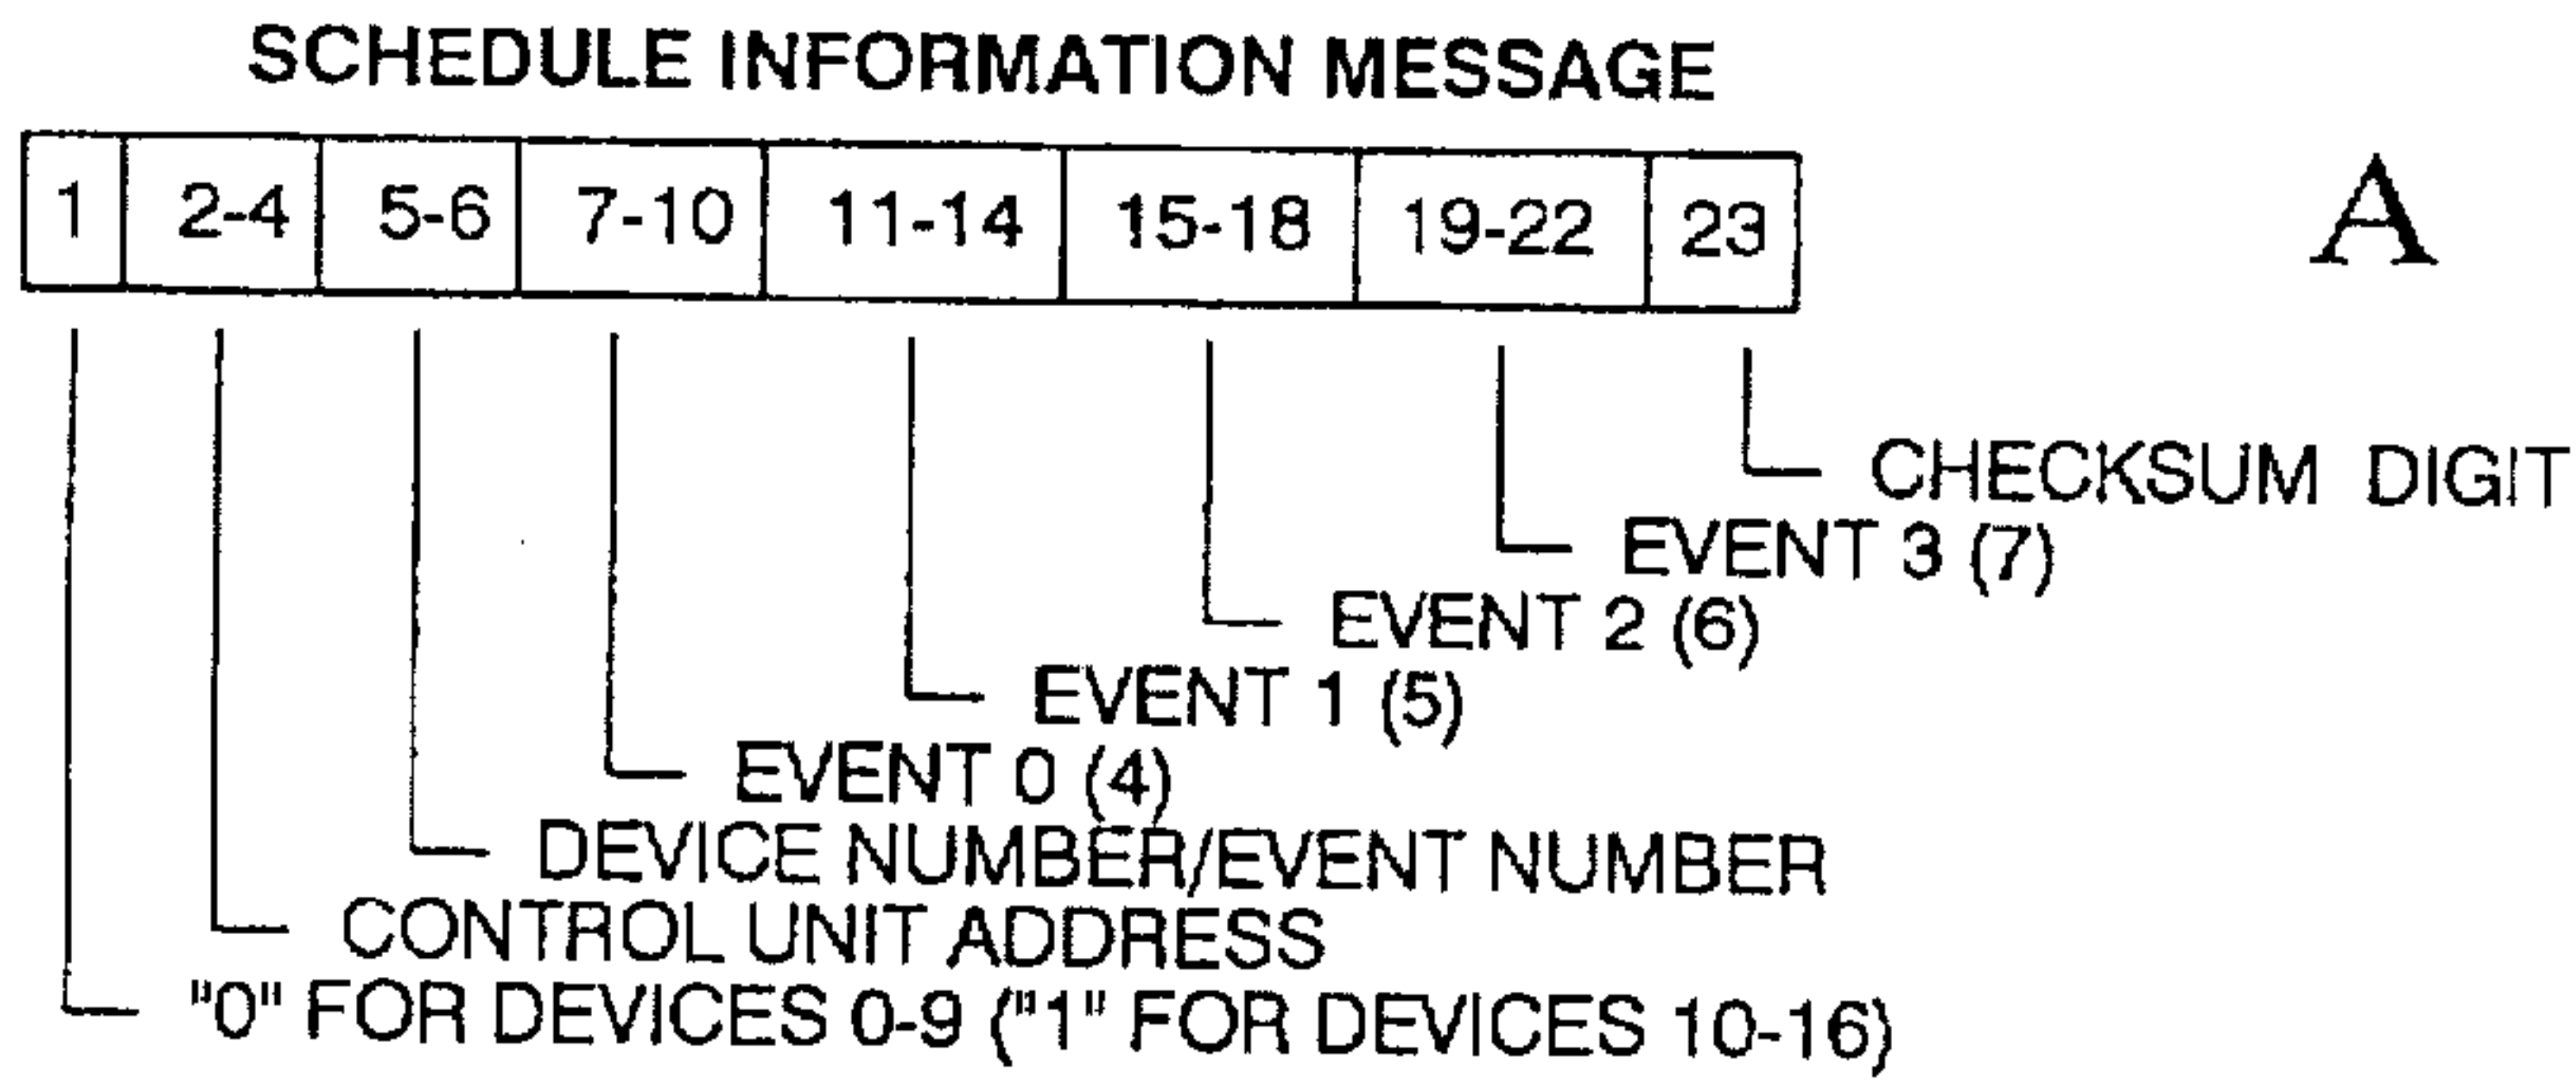 SCHEDULE INFORMATION MESSAGE
1 2-4 5-6 7-10 11-14 15-18 19-22 23
A
CHECKSUM DIGIT
EVENT 3 (7)
EVENT 2 (6)
EVENT 1 (5)
EVENT 0 (4)
DEVICE NUMBER/EVENT NUMBER
CONTROL UNIT ADDRESS
"0" FOR DEVICES 0-9 ("1" FOR DEVICES 10-16)